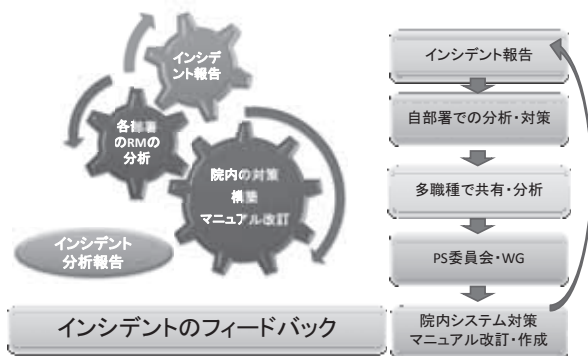 インシデ
ント報告
各部署
のRMの
分析
院内の対策
構築
マニュアル改訂
インシデント
分析報告
インシデントのフィードバック
インシデント報告
自部署での分析・対策
多職種で共有・分析
PS委員会・WG
院内システム対策
マニュアル改訂・作成